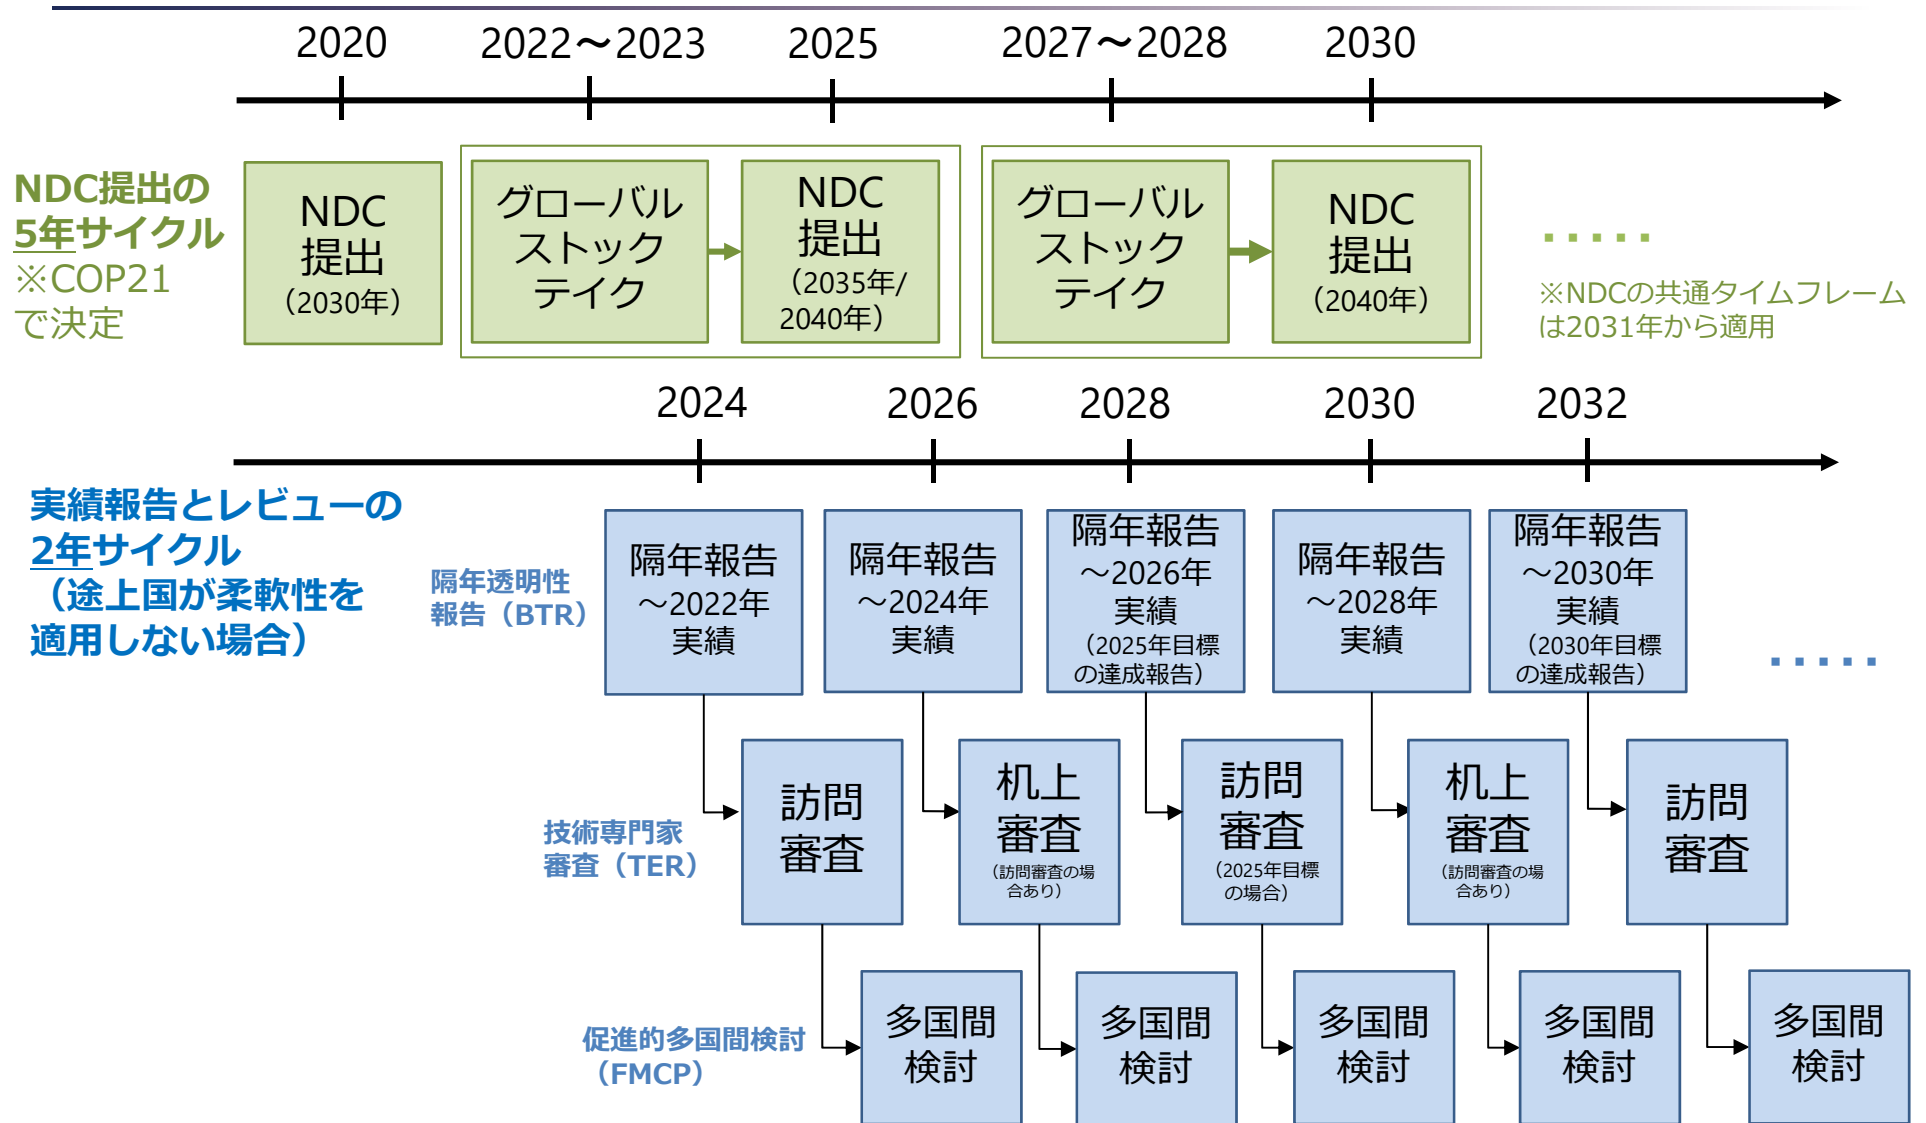 2020
2022～2023
2025
2027～2028
2030
NDC提出の
5年サイクル
※COP21
で決定
NDC
提出
（2030年）
グローバル
ストック
テイク
NDC
提出
（2035年/
2040年）
グローバル
ストック
テイク
NDC
提出
（2040年）
‥‥‥
※NDCの共通タイムフレーム
は2031年から適用
2024
2026
2028
2030
2032
実績報告とレビューの
2年サイクル
（途上国が柔軟性を
適用しない場合）
隔年透明性
報告（BTR）
隔年報告
～2022年
実績
隔年報告
～2024年
実績
隔年報告
～2026年
実績
（2025年目標
の達成報告）
隔年報告
～2028年
実績
隔年報告
～2030年
実績
（2030年目標
の達成報告）
‥‥‥
技術専門家
審査（TER）
訪問
審査
机上
審査
（訪問審査の場
合あり）
訪問
審査
（2025年目標
の場合）
机上
審査
（訪問審査の場
合あり）
訪問
審査
促進的多国間検討
（FMCP）
多国間
検討
多国間
検討
多国間
検討
多国間
検討
多国間
検討